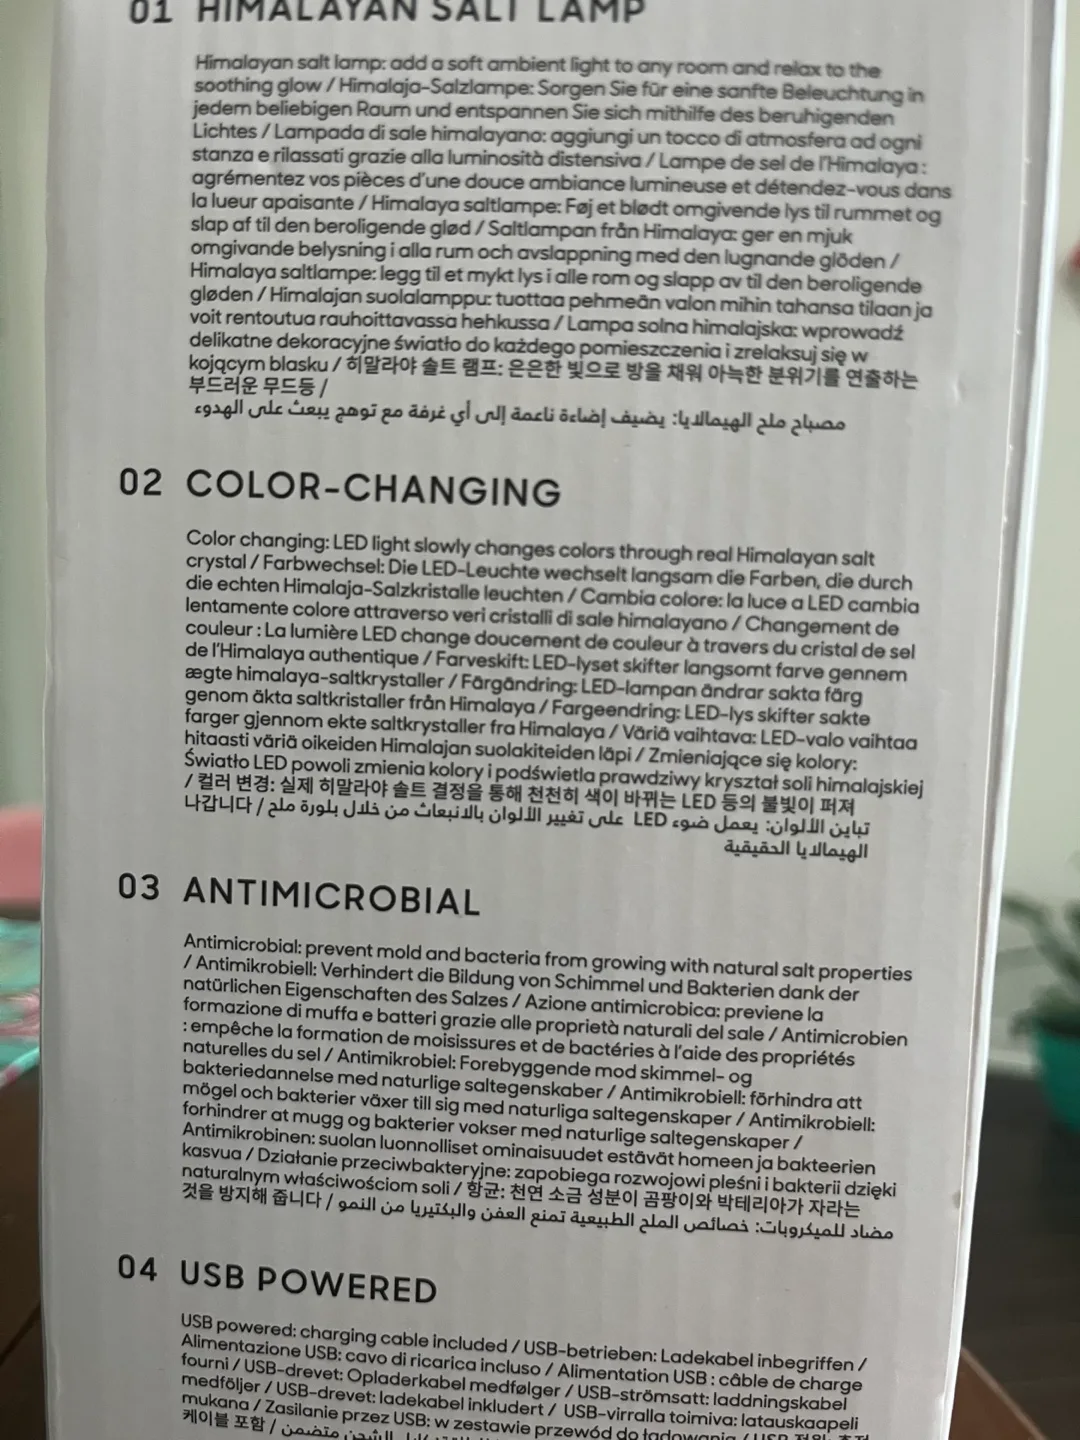 01 HIMALAYAN SALT LAMP
Himalayan salt lamp: add a soft ambient light to any room and relax to the
soothing glow / Himalaja-Salzlampe: Sorgen Sie für eine sanfte Beleuchtung in
jedem beliebigen Raum und entspannen Sie sich mithilfe des beruhigenden
Lichtes / Lampada di sale himalayano: aggiungi un tocco di atmosfera ad ogni
stanza e rilassati grazie alla luminosità distensiva / Lampe de sel de l'Himalaya :
agrémentez vos pièces d'une douce ambiance lumineuse et détendez-vous dans
la lueur apaisante / Himalaya saltlampe: Føj et blødt omgivende lys til rummet og
slap af til den beroligende glød / Saltlampan från Himalaya: ger en mjuk
omgivande belysning i alla rum och avslappning med den lugnande glöden /
Himalaya saltlampe: legg til et mykt lys i alle rom og slapp av til den beroligende
gløden / Himalajan suolalamppu: tuottaa pehmeän valon mihin tahansa tilaan ja
voit rentoutua rauhoittavassa hehkussa / Lampa solna himalajska: wprowadź
delikatne dekoracyjne światło do każdego pomieszczenia i zrelaksuj się w
kojącym blasku / 히말라야 솔트 램프: 은은한 빛으로 방을 채워 아늑한 분위기를 연출하는
부드러운 무드등 /
مصباح ملح الهيمالايا: يضيف إضاءة ناعمة إلى أي غرفة مع توهج يبعث على الهدوء
02 COLOR-CHANGING
Color changing: LED light slowly changes colors through real Himalayan salt
crystal / Farbwechsel: Die LED-Leuchte wechselt langsam die Farben, die durch
die echten Himalaja-Salzkristalle leuchten / Cambia colore: la luce a LED cambia
lentamente colore attraverso veri cristalli di sale himalayano / Changement de
couleur : La lumière LED change doucement de couleur à travers du cristal de sel
de l'Himalaya authentique / Farveskift: LED-lyset skifter langsomt farve gennem
ægte himalaya-saltkrystaller / Färgändring: LED-lampan ändrar sakta färg
genom äkta saltkristaller från Himalaya / Fargeendring: LED-lys skifter sakte
farger gjennom ekte saltkrystaller fra Himalaya / Väriä vaihtava: LED-valo vaihtaa
hitaasti väriä oikeiden Himalajan suolakiteiden läpi / Zmieniające się kolory:
Światło LED powoli zmienia kolory i podświetla prawdziwy kryształ soli himalajskiej
/ 컬러 변경: 실제 히말라야 솔트 결정을 통해 천천히 색이 바뀌는 LED 등의 불빛이 퍼져
나갑니다 / تباين الألوان: يعمل ضوء LED على تغيير الألوان بالانبعاث من خلال بلورة ملح
الهيمالايا الحقيقية
03 ANTIMICROBIAL
Antimicrobial: prevent mold and bacteria from growing with natural salt properties
/ Antimikrobiell: Verhindert die Bildung von Schimmel und Bakterien dank der
natürlichen Eigenschaften des Salzes / Azione antimicrobica: previene la
formazione di muffa e batteri grazie alle proprietà naturali del sale / Antimicrobien
: empêche la formation de moisissures et de bactéries à l'aide des propriétés
naturelles du sel / Antimikrobiel: Forebyggende mod skimmel- og
bakteriedannelse med naturlige saltegenskaber / Antimikrobiell: förhindra att
mögel och bakterier växer till sig med naturliga saltegenskaper / Antimikrobiell:
forhindrer at mugg og bakterier vokser med naturlige saltegenskaper /
Antimikrobinen: suolan luonnolliset ominaisuudet estävät homeen ja bakteerien
kasvua / Działanie przeciwbakteryjne: zapobiega rozwojowi pleśni i bakterii dzięki
naturalnym właściwościom soli / 항균: 천연 소금 성분이 곰팡이와 박테리아가 자라는
것을 방지해 줍니다 / مضاد للميكروبات: خصائص الملح الطبيعية تمنع العفن والبكتيريا من النمو
04 USB POWERED
USB powered: charging cable included / USB-betrieben: Ladekabel inbegriffen /
Alimentazione USB: cavo di ricarica incluso / Alimentation USB : câble de charge
fourni / USB-drevet: Opladerkabel medfølger / USB-strömsatt: laddningskabel
medföljer / USB-drevet: ladekabel inkludert / USB-virralla toimiva: latauskaapeli
mukana / Zasilanie przez USB: w zestawie przewód do ładowania / USB
케이블 포함 / الشحن متضمن